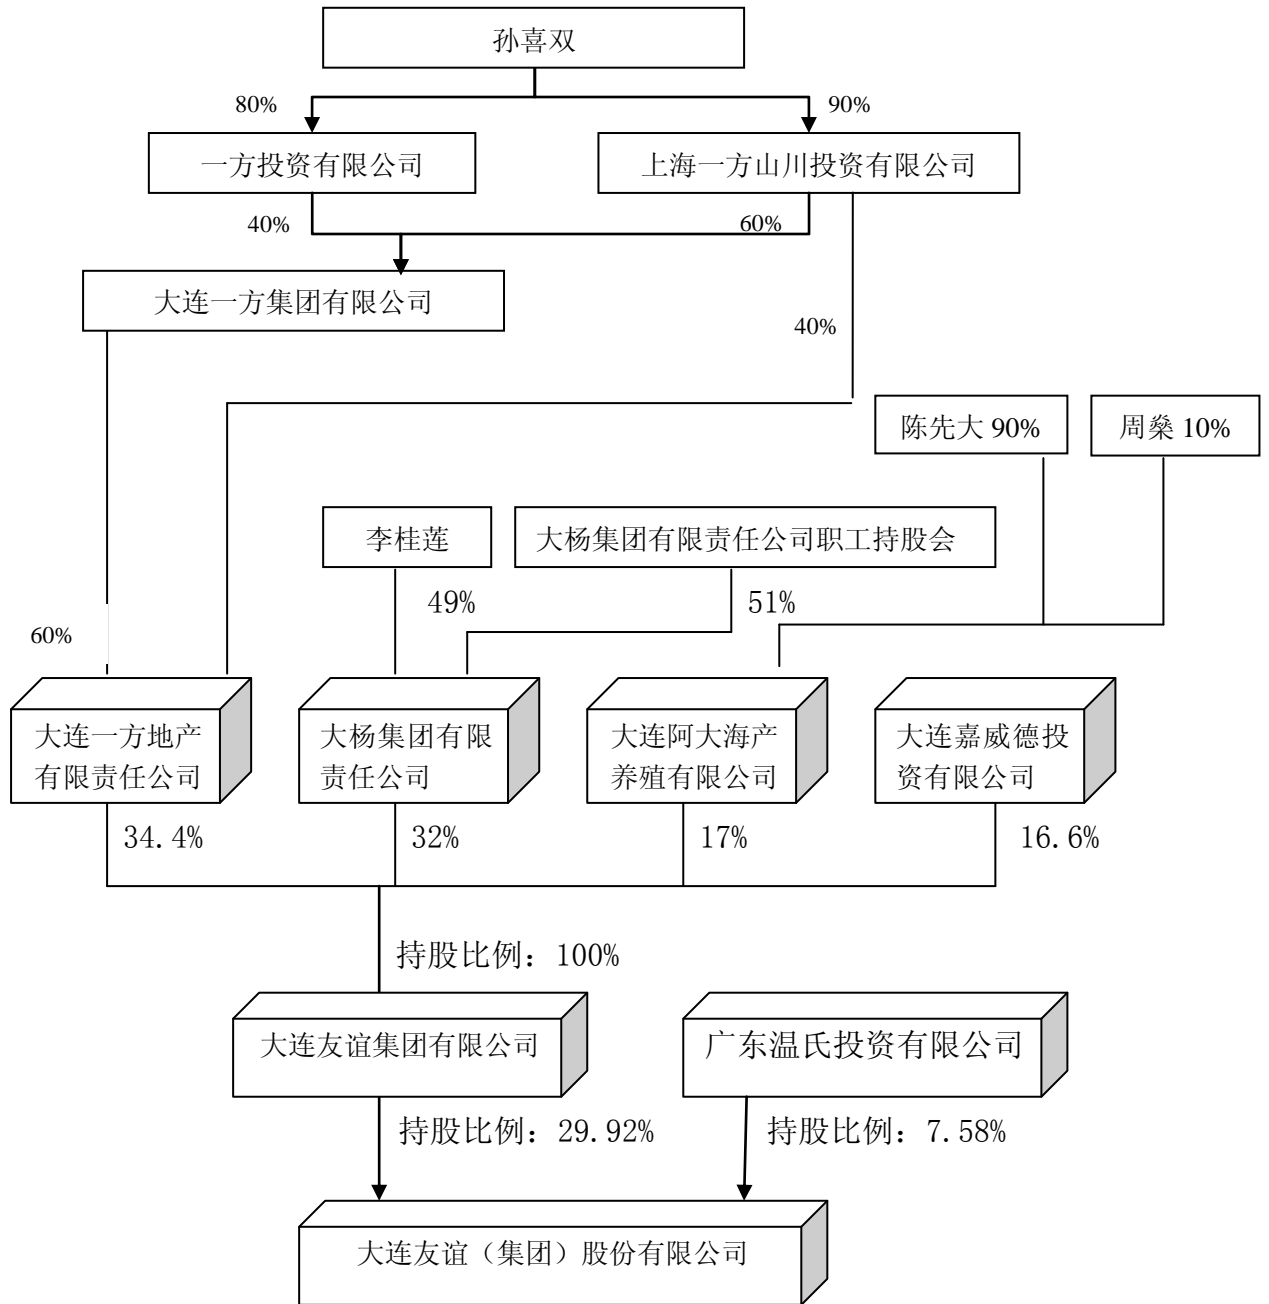 孙喜双
80%
90%
一方投资有限公司
上海一方山川投资有限公司
40%
60%
大连一方集团有限公司
40%
陈先大 90%
周燊 10%
李桂莲
大杨集团有限责任公司职工持股会
49%
51%
60%
大连一方地产
有限责任公司
大杨集团有限
责任公司
大连阿大海产
养殖有限公司
大连嘉威德投
资有限公司
34.4%
32%
17%
16.6%
持股比例：100%
大连友谊集团有限公司
广东温氏投资有限公司
持股比例：29.92%
持股比例：7.58%
大连友谊（集团）股份有限公司